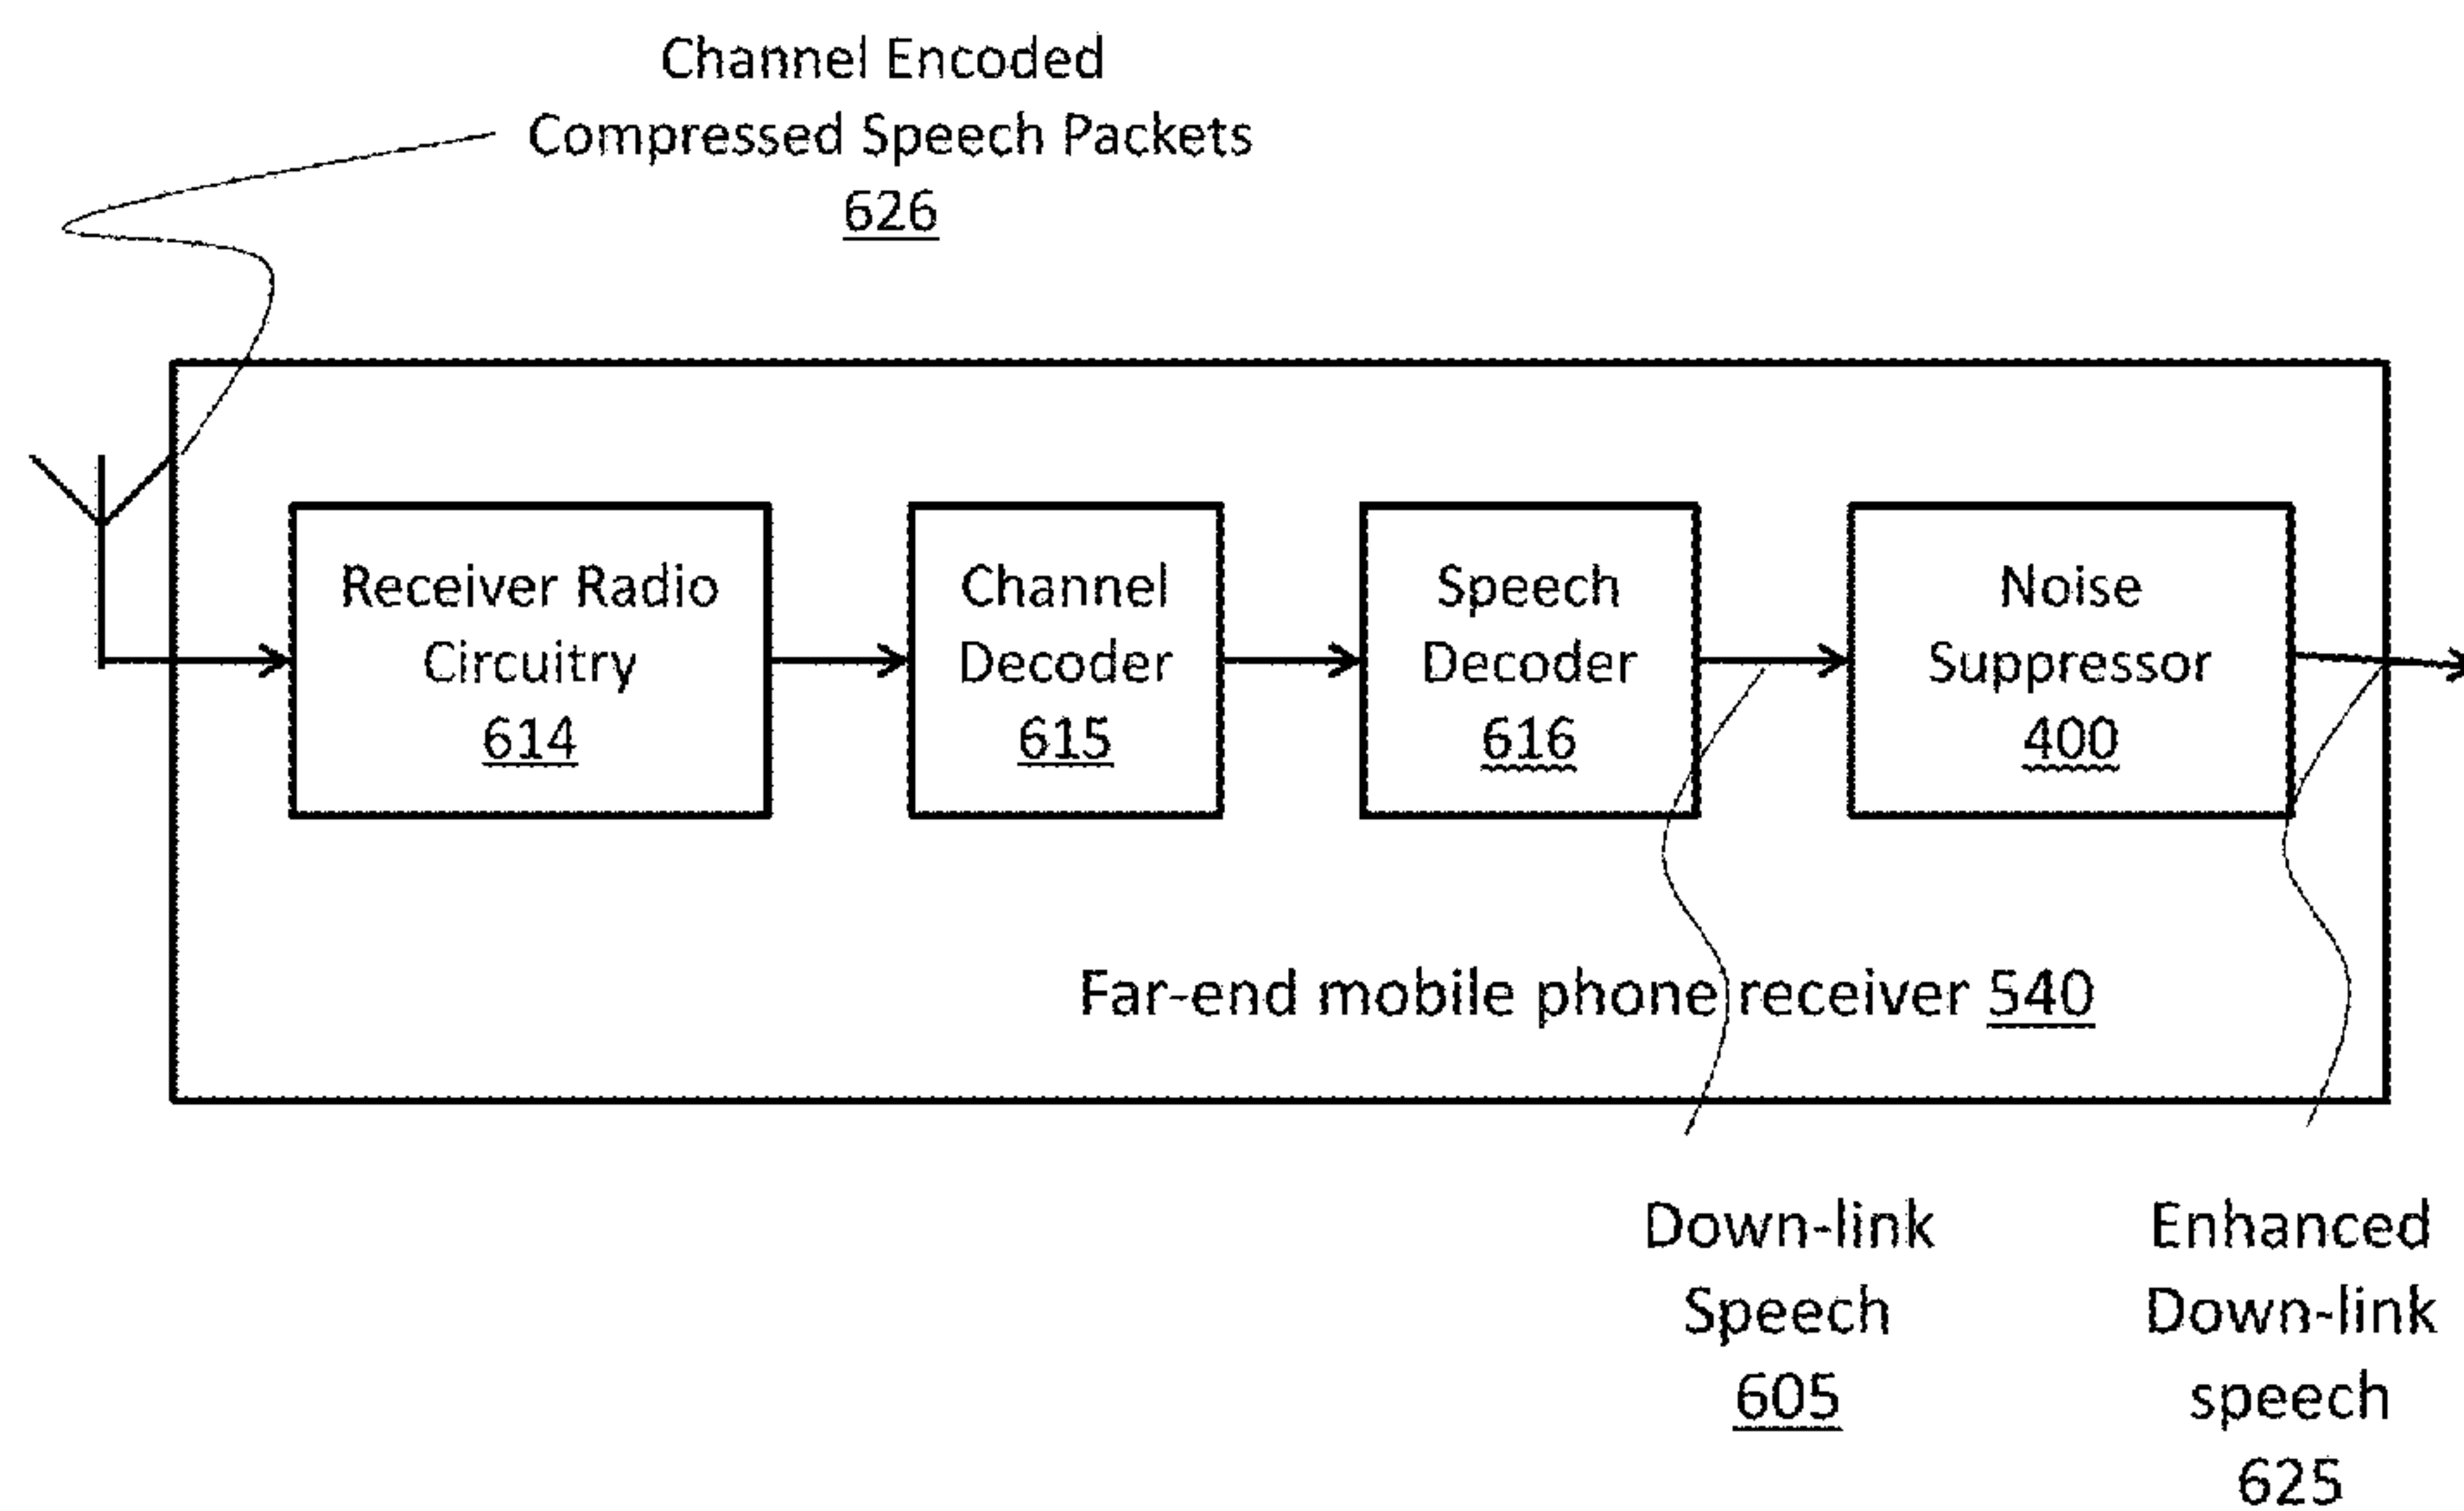 Channel Encoded
Compressed Speech Packets
626
Receiver Radio
Circuitry
614
Channel
Decoder
615
Speech
Decoder
616
Noise
Suppressor
400
Far-end mobile phone receiver 540
Down-link
Speech
605
Enhanced
Down-link
speech
625